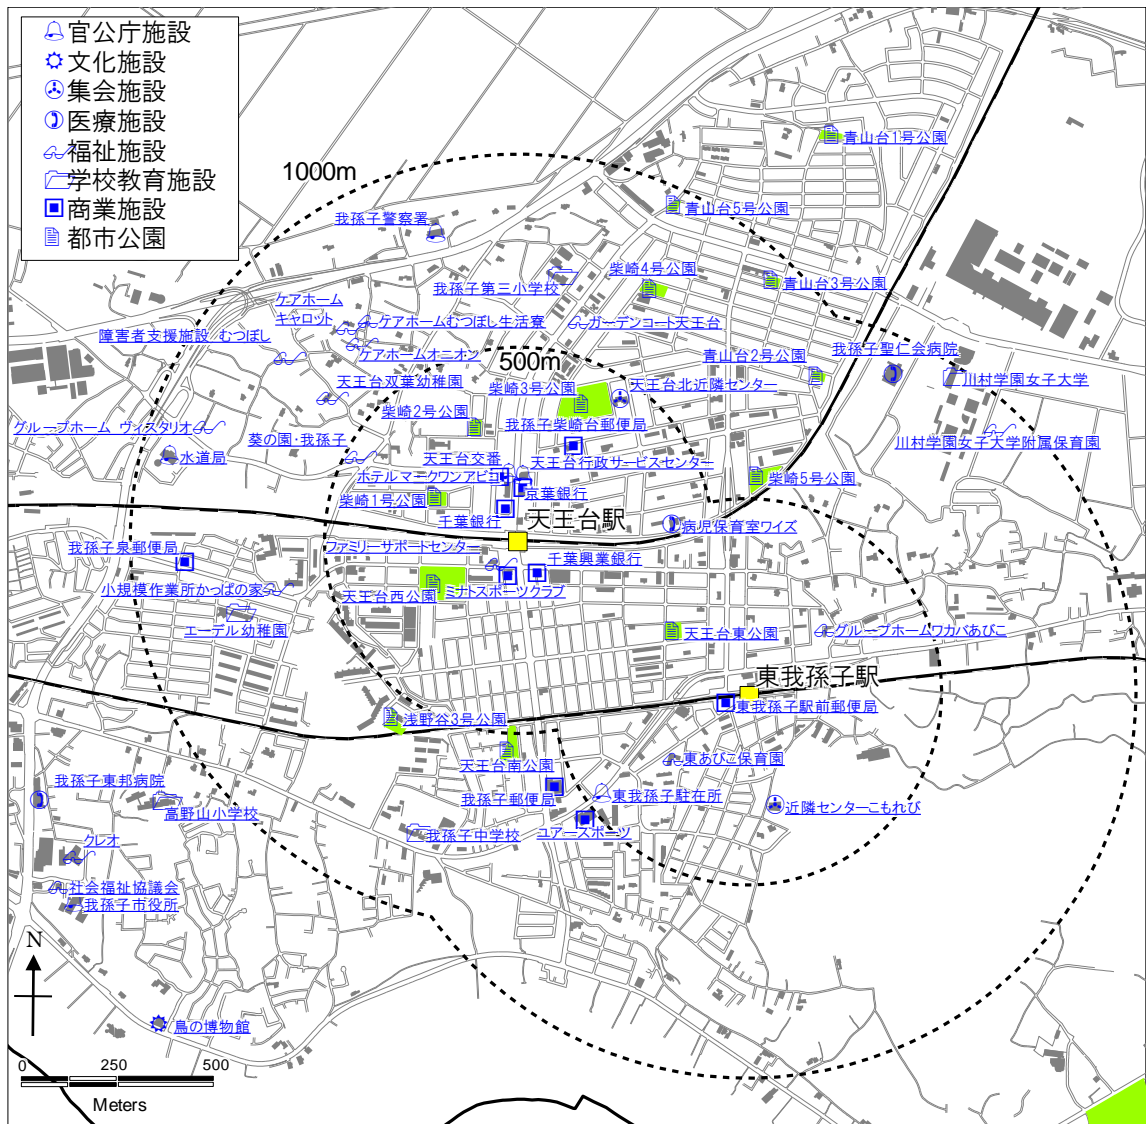 官公庁施設
文化施設
集会施設
医療施設
福祉施設
学校教育施設
商業施設
都市公園
青山台1号公園
1000m
青山台5号公園
我孫子警察署
柴崎4号公園
我孫子第三小学校
青山台3号公園
ケアホーム
キャロット
ケアホームむつぼし生活寮
ガーデンコート天王台
障害者支援施設 むつぼし
ケアホームオニオン
500m
青山台2号公園
我孫子聖仁会病院
天王台双葉幼稚園
柴崎3号公園
天王台北近隣センター
川村学園女子大学
柴崎2号公園
我孫子柴崎台郵便局
グループホーム ヴィスタリオ
葵の園・我孫子
川村学園女子大学附属保育園
水道局
天王台交番
天王台行政サービスセンター
ホテルマークワンアビコ
柴崎5号公園
京葉銀行
柴崎1号公園
千葉銀行
天王台駅
病児保育室ワイズ
我孫子泉郵便局
ファミリーサポートセンター
千葉興業銀行
小規模作業所かっぱの家
天王台西公園
ミナトスポーツクラブ
エーデル幼稚園
天王台東公園
グループホームワカバあびこ
東我孫子駅
東我孫子駅前郵便局
浅野谷3号公園
天王台南公園
東あびこ保育園
我孫子東邦病院
我孫子郵便局
東我孫子駐在所
高野山小学校
近隣センターこもれび
我孫子中学校
ユアースポーツ
クレオ
社会福祉協議会
我孫子市役所
N
鳥の博物館
0 250 500
Meters